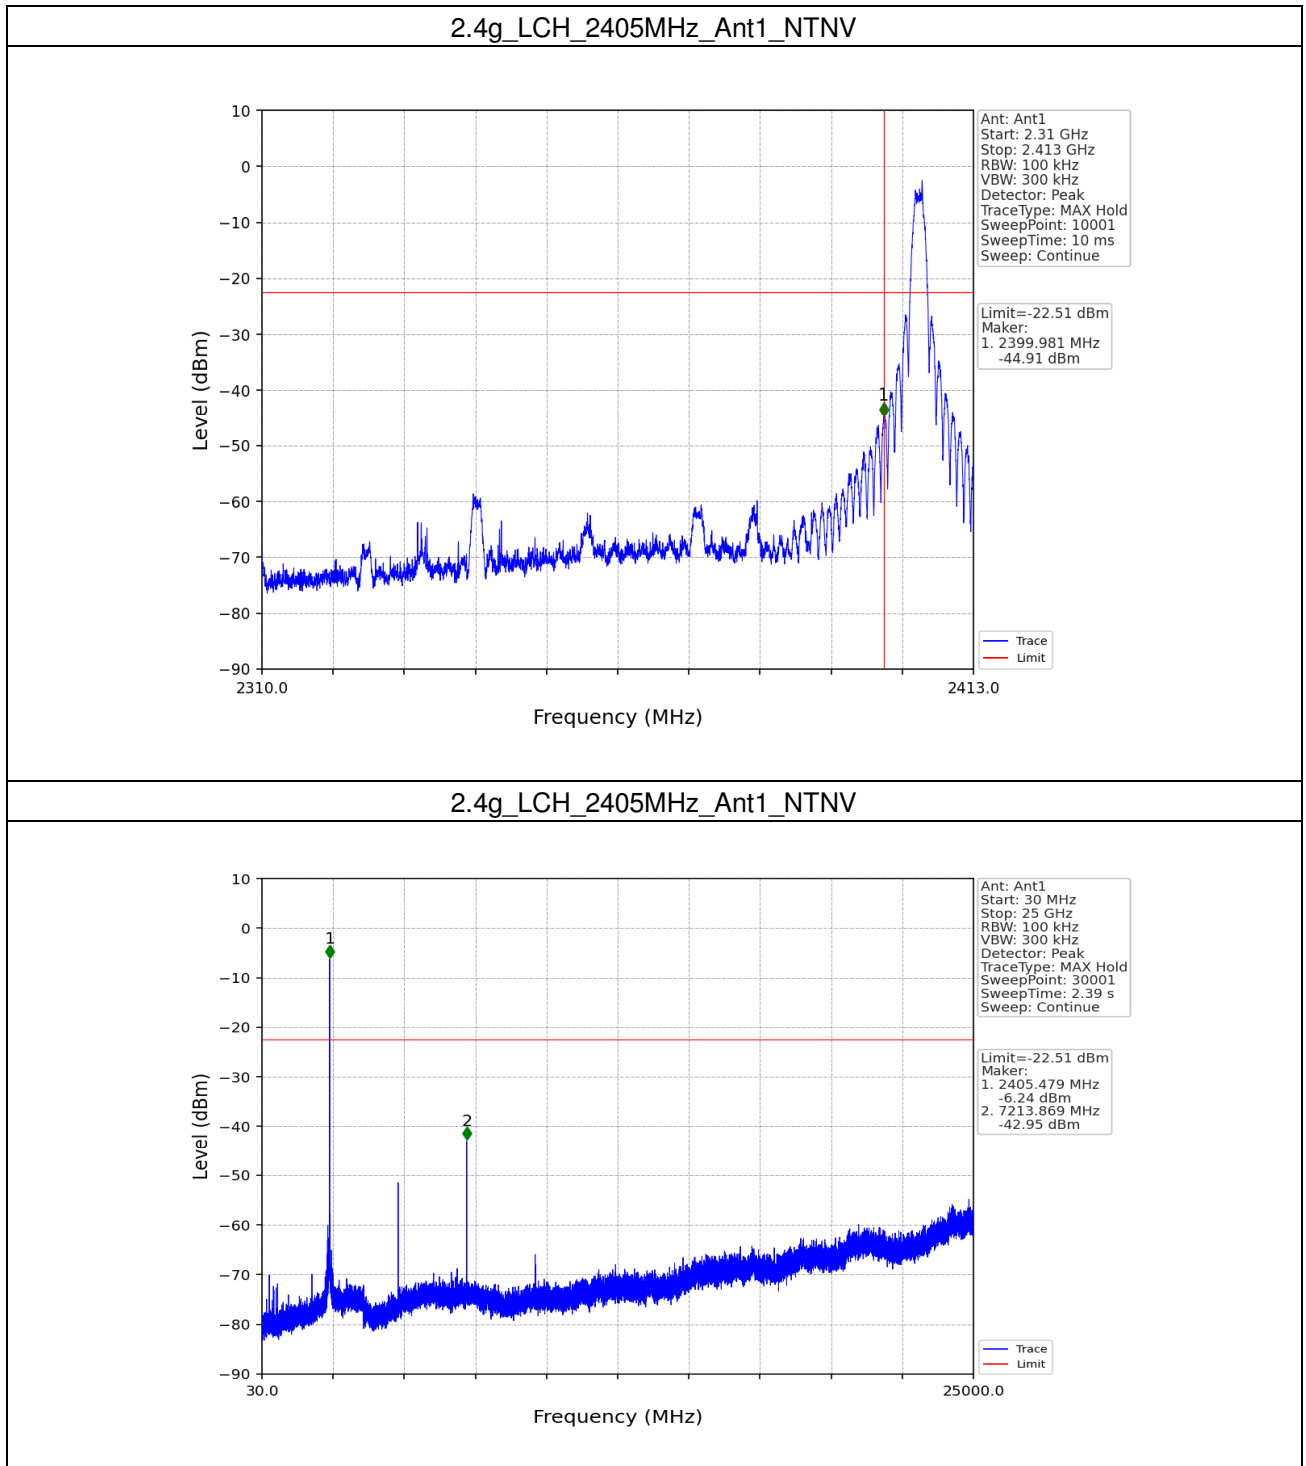 2.4g_LCH_2405MHz_Ant1_NTNV
10
0
−10
−20
−30
−40
−50
−60
−70
−80
−90
Level (dBm)
1
2310.0
2413.0
Frequency (MHz)
Ant: Ant1
Start: 2.31 GHz
Stop: 2.413 GHz
RBW: 100 kHz
VBW: 300 kHz
Detector: Peak
TraceType: MAX Hold
SweepPoint: 10001
SweepTime: 10 ms
Sweep: Continue
Limit=-22.51 dBm
Maker:
1. 2399.981 MHz
-44.91 dBm
Trace
Limit
2.4g_LCH_2405MHz_Ant1_NTNV
10
0
−10
−20
−30
−40
−50
−60
−70
−80
−90
Level (dBm)
1
2
30.0
25000.0
Frequency (MHz)
Ant: Ant1
Start: 30 MHz
Stop: 25 GHz
RBW: 100 kHz
VBW: 300 kHz
Detector: Peak
TraceType: MAX Hold
SweepPoint: 30001
SweepTime: 2.39 s
Sweep: Continue
Limit=-22.51 dBm
Maker:
1. 2405.479 MHz
-6.24 dBm
2. 7213.869 MHz
-42.95 dBm
Trace
Limit